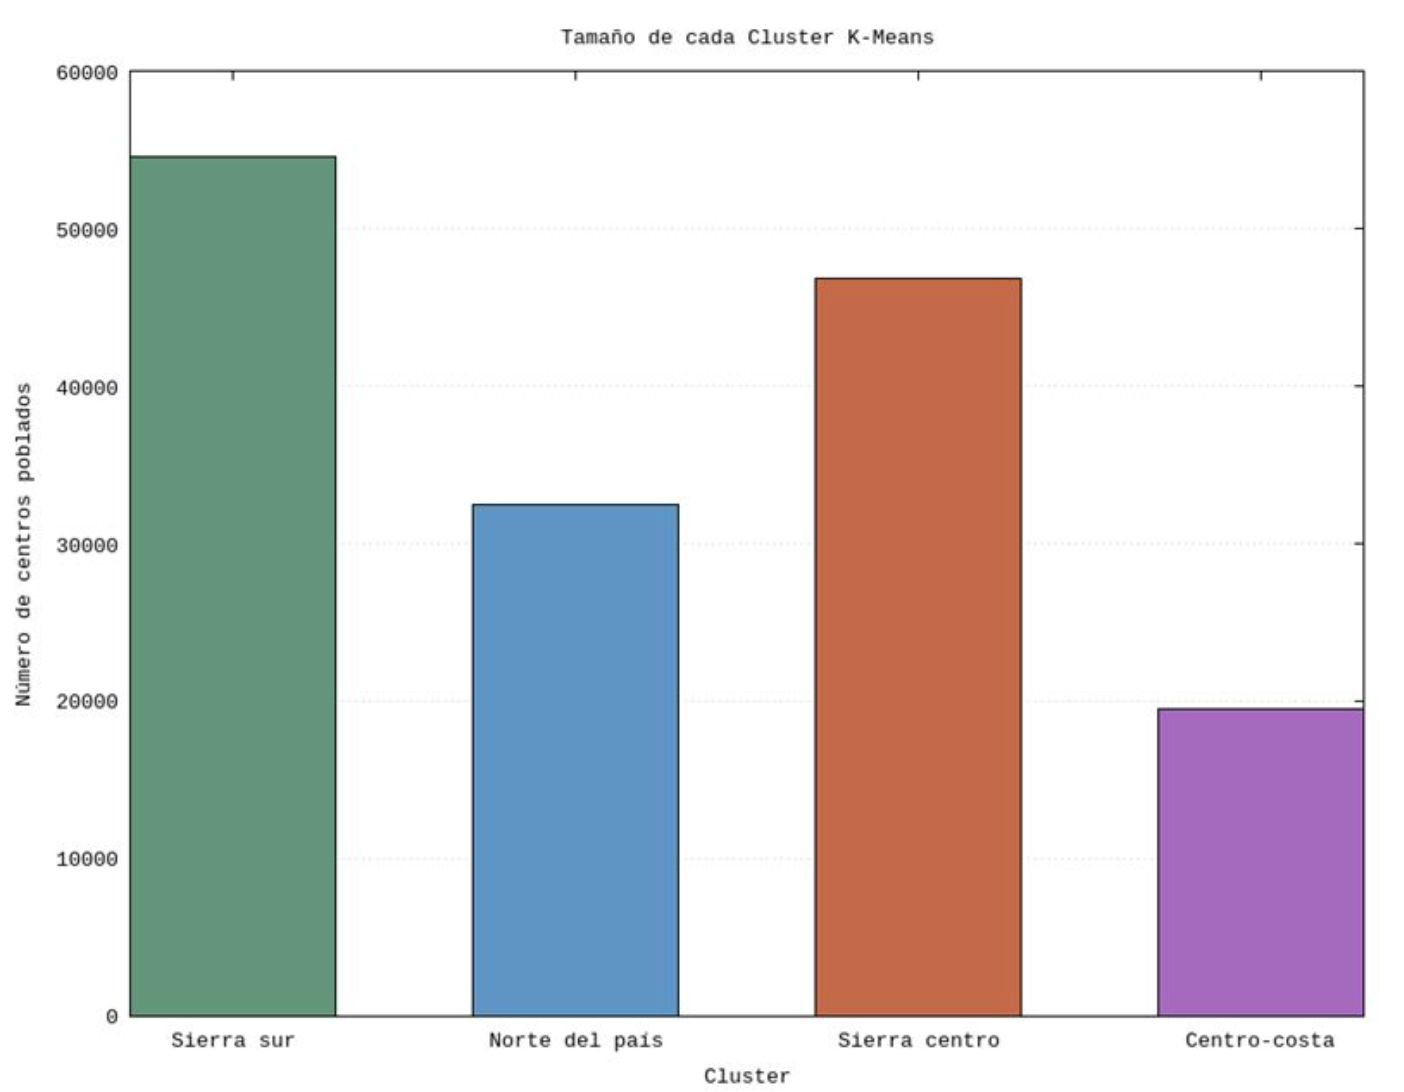 Tamaño de cada Cluster K-Means
60000
50000
40000
30000
20000
10000
0
Número de centros poblados
Sierra sur
Norte del país
Sierra centro
Centro-costa
Cluster